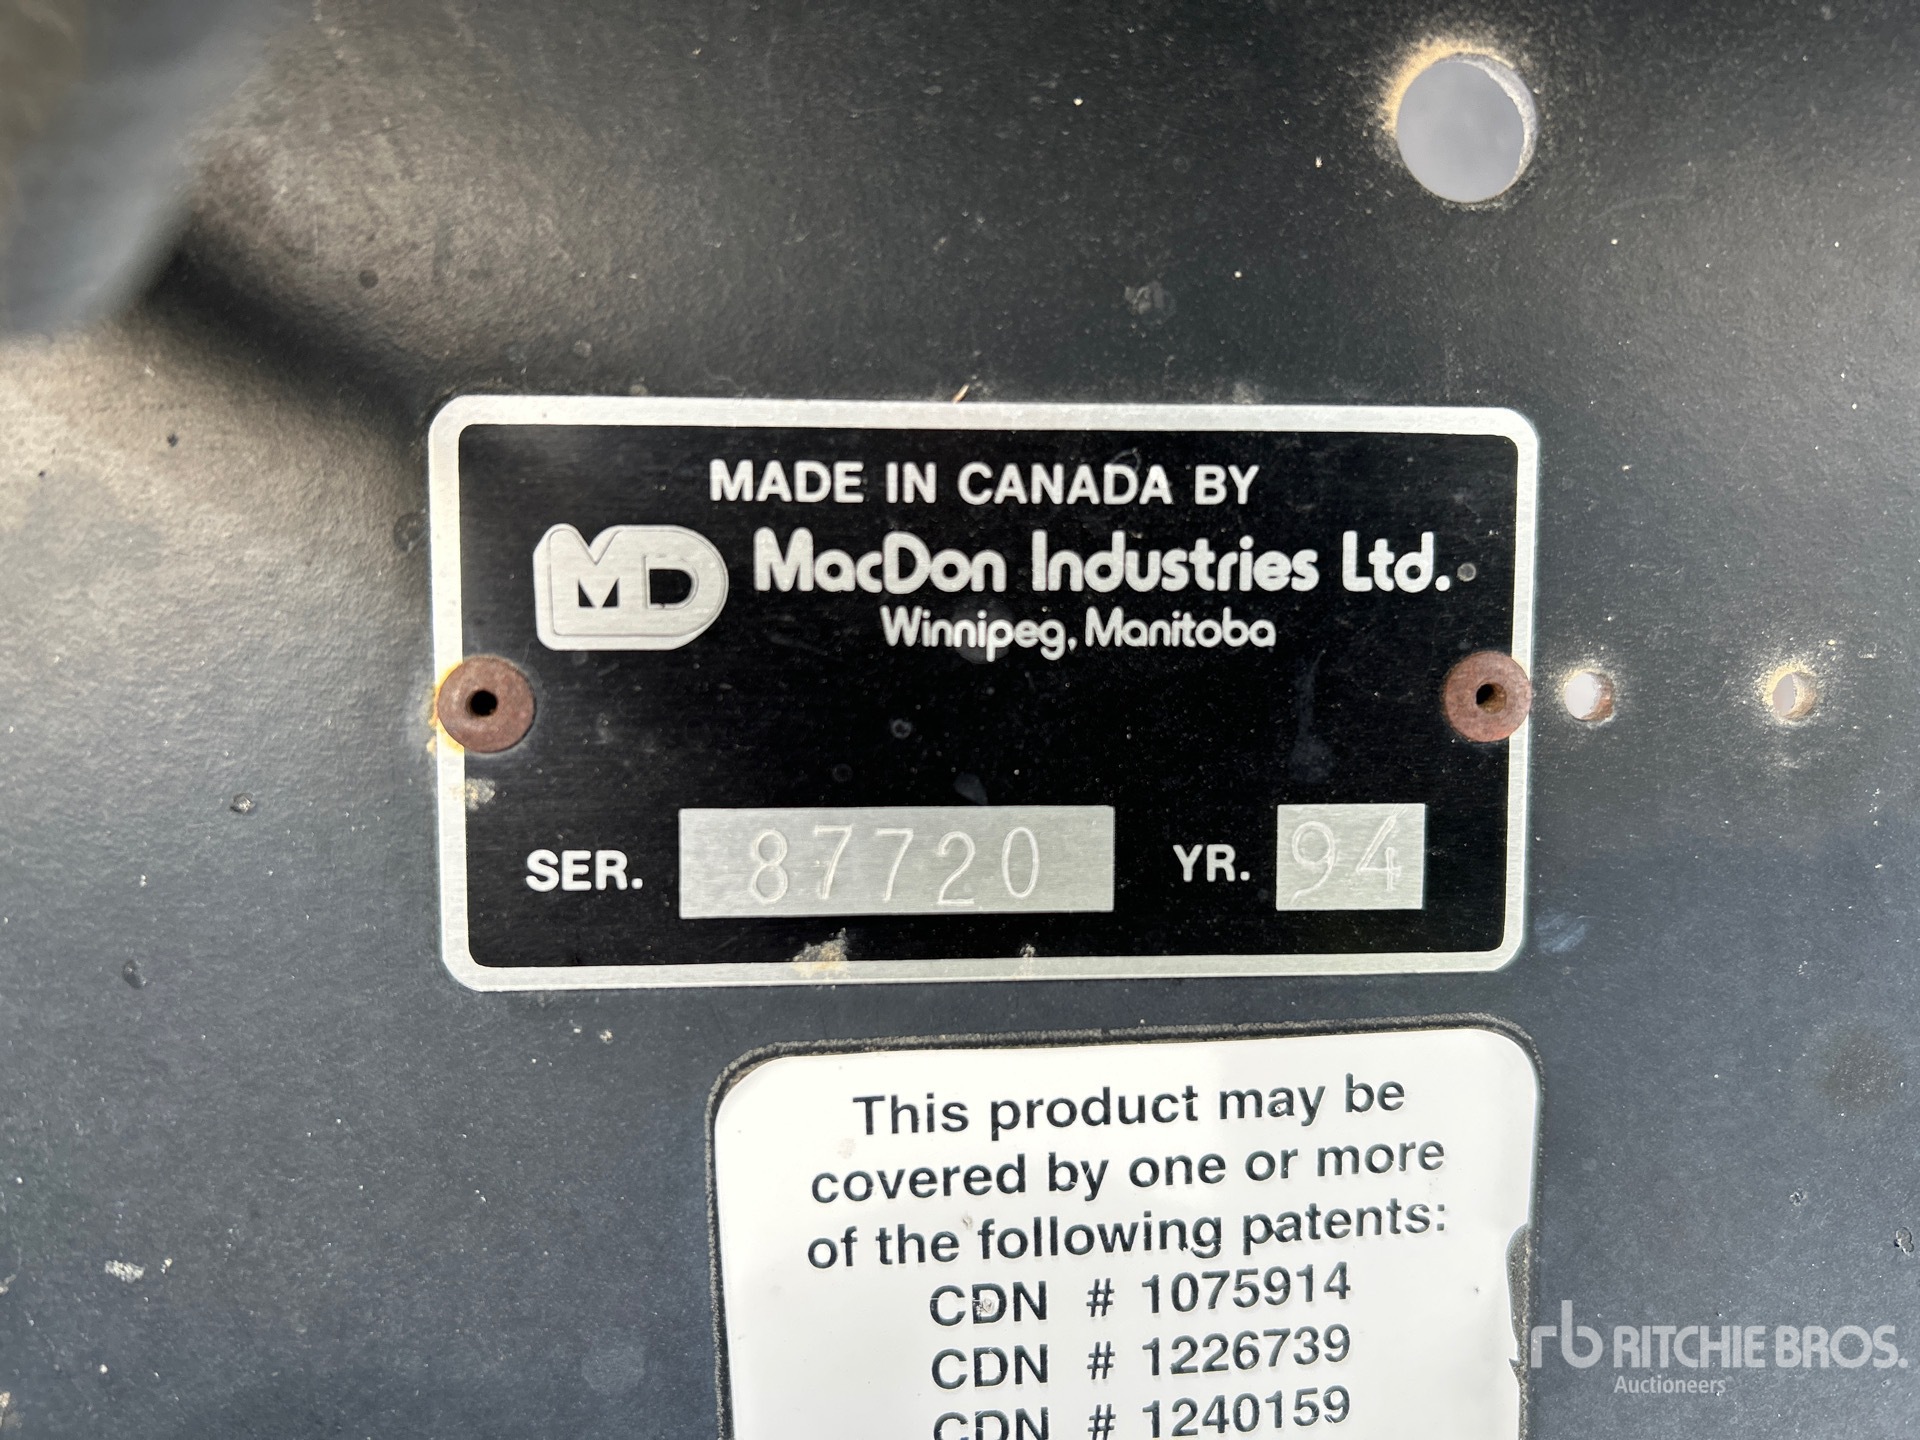 MADE IN CANADA BY
MD MacDon Industries Ltd.
Winnipeg, Manitoba
SER. 87720 YR. 94
This product may be
covered by one or more
of the following patents:
CDN # 1075914
CDN # 1226739
CDN # 1240159
rb RITCHIE BROS.
Auctioneers